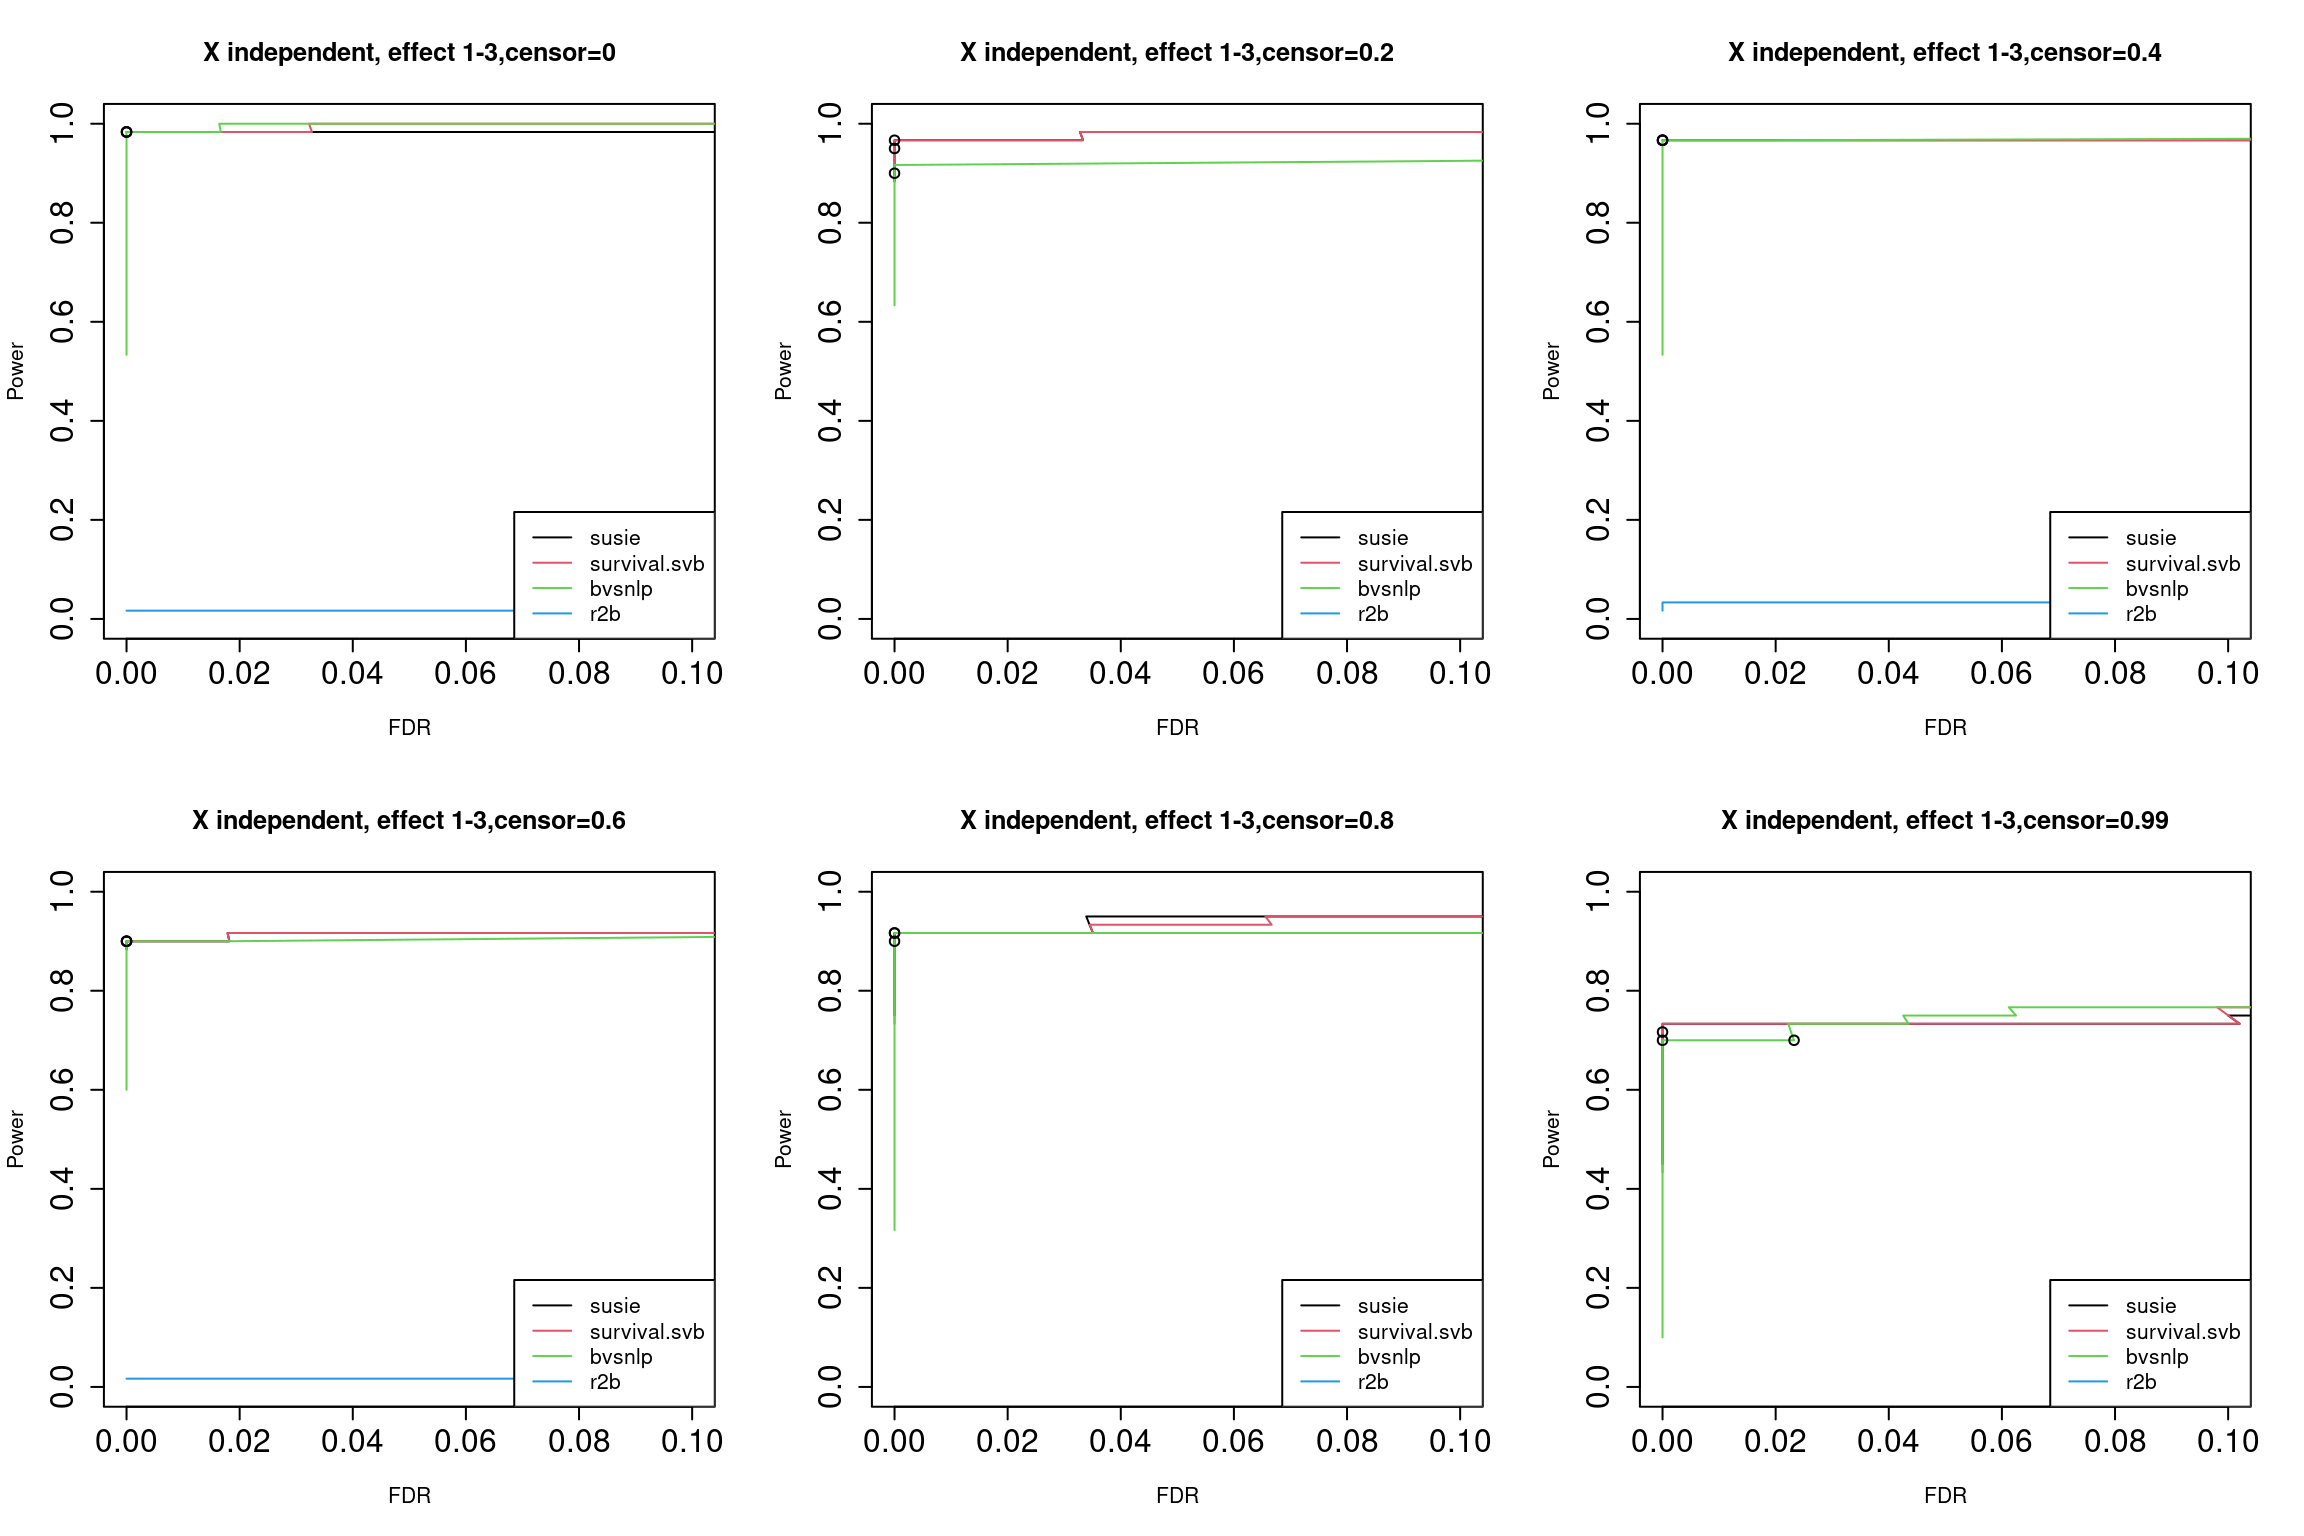 X independent, effect 1-3,censor=0
Power
0.0 0.2 0.4 0.6 0.8 1.0
susie
survival.svb
bvsnlp
r2b
0.00 0.02 0.04 0.06 0.08 0.10
FDR
X independent, effect 1-3,censor=0.2
Power
0.0 0.2 0.4 0.6 0.8 1.0
susie
survival.svb
bvsnlp
r2b
0.00 0.02 0.04 0.06 0.08 0.10
FDR
X independent, effect 1-3,censor=0.4
Power
0.0 0.2 0.4 0.6 0.8 1.0
susie
survival.svb
bvsnlp
r2b
0.00 0.02 0.04 0.06 0.08 0.10
FDR
X independent, effect 1-3,censor=0.6
Power
0.0 0.2 0.4 0.6 0.8 1.0
susie
survival.svb
bvsnlp
r2b
0.00 0.02 0.04 0.06 0.08 0.10
FDR
X independent, effect 1-3,censor=0.8
Power
0.0 0.2 0.4 0.6 0.8 1.0
susie
survival.svb
bvsnlp
r2b
0.00 0.02 0.04 0.06 0.08 0.10
FDR
X independent, effect 1-3,censor=0.99
Power
0.0 0.2 0.4 0.6 0.8 1.0
susie
survival.svb
bvsnlp
r2b
0.00 0.02 0.04 0.06 0.08 0.10
FDR